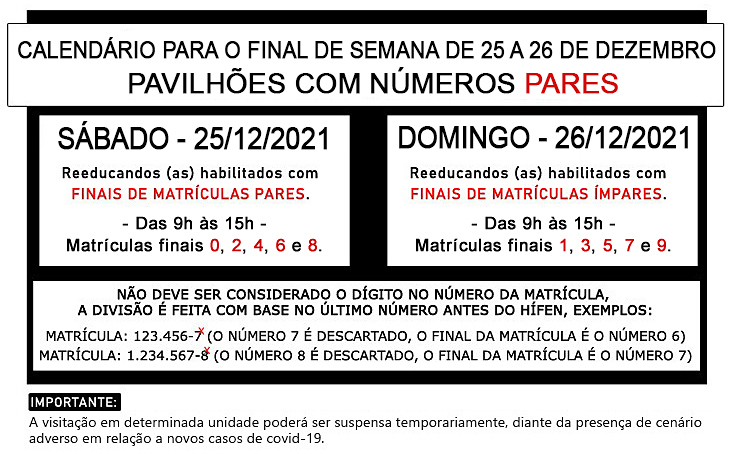 CALENDÁRIO PARA O FINAL DE SEMANA DE 25 A 26 DE DEZEMBRO
PAVILHÕES COM NÚMEROS PARES
SÁBADO - 25/12/2021
Reeducandos (as) habilitados com
FINAIS DE MATRÍCULAS PARES.
- Das 9h às 15h -
Matrículas finais 0, 2, 4, 6 e 8.
DOMINGO - 26/12/2021
Reeducandos (as) habilitados com
FINAIS DE MATRÍCULAS ÍMPARES.
- Das 9h às 15h -
Matrículas finais 1, 3, 5, 7 e 9.
NÃO DEVE SER CONSIDERADO O DÍGITO NO NÚMERO DA MATRÍCULA,
A DIVISÃO É FEITA COM BASE NO ÚLTIMO NÚMERO ANTES DO HÍFEN, EXEMPLOS:
MATRÍCULA: 123.456-7x (O NÚMERO 7 É DESCARTADO, O FINAL DA MATRÍCULA É O NÚMERO 6)
MATRÍCULA: 1.234.567-8x (O NÚMERO 8 É DESCARTADO, O FINAL DA MATRÍCULA É O NÚMERO 7)
IMPORTANTE:
A visitação em determinada unidade poderá ser suspensa temporariamente, diante da presença de cenário
adverso em relação a novos casos de covid-19.